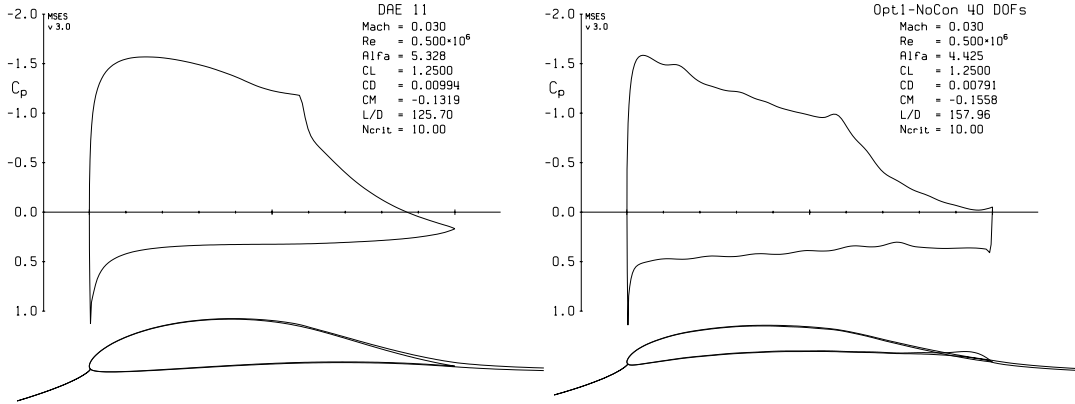 DAE 11
MSES
v 3.0
Mach = 0.030
Re = 0.500×10⁶
Alfa = 5.328
CL = 1.2500
CD = 0.00994
CM = -0.1319
L/D = 125.70
Ncrit = 10.00
-2.0
-1.5
Cp
-1.0
-0.5
0.0
0.5
1.0
Opt1-NoCon 40 DOFs
MSES
v 3.0
Mach = 0.030
Re = 0.500×10⁶
Alfa = 4.425
CL = 1.2500
CD = 0.00791
CM = -0.1558
L/D = 157.96
Ncrit = 10.00
-2.0
-1.5
Cp
-1.0
-0.5
0.0
0.5
1.0